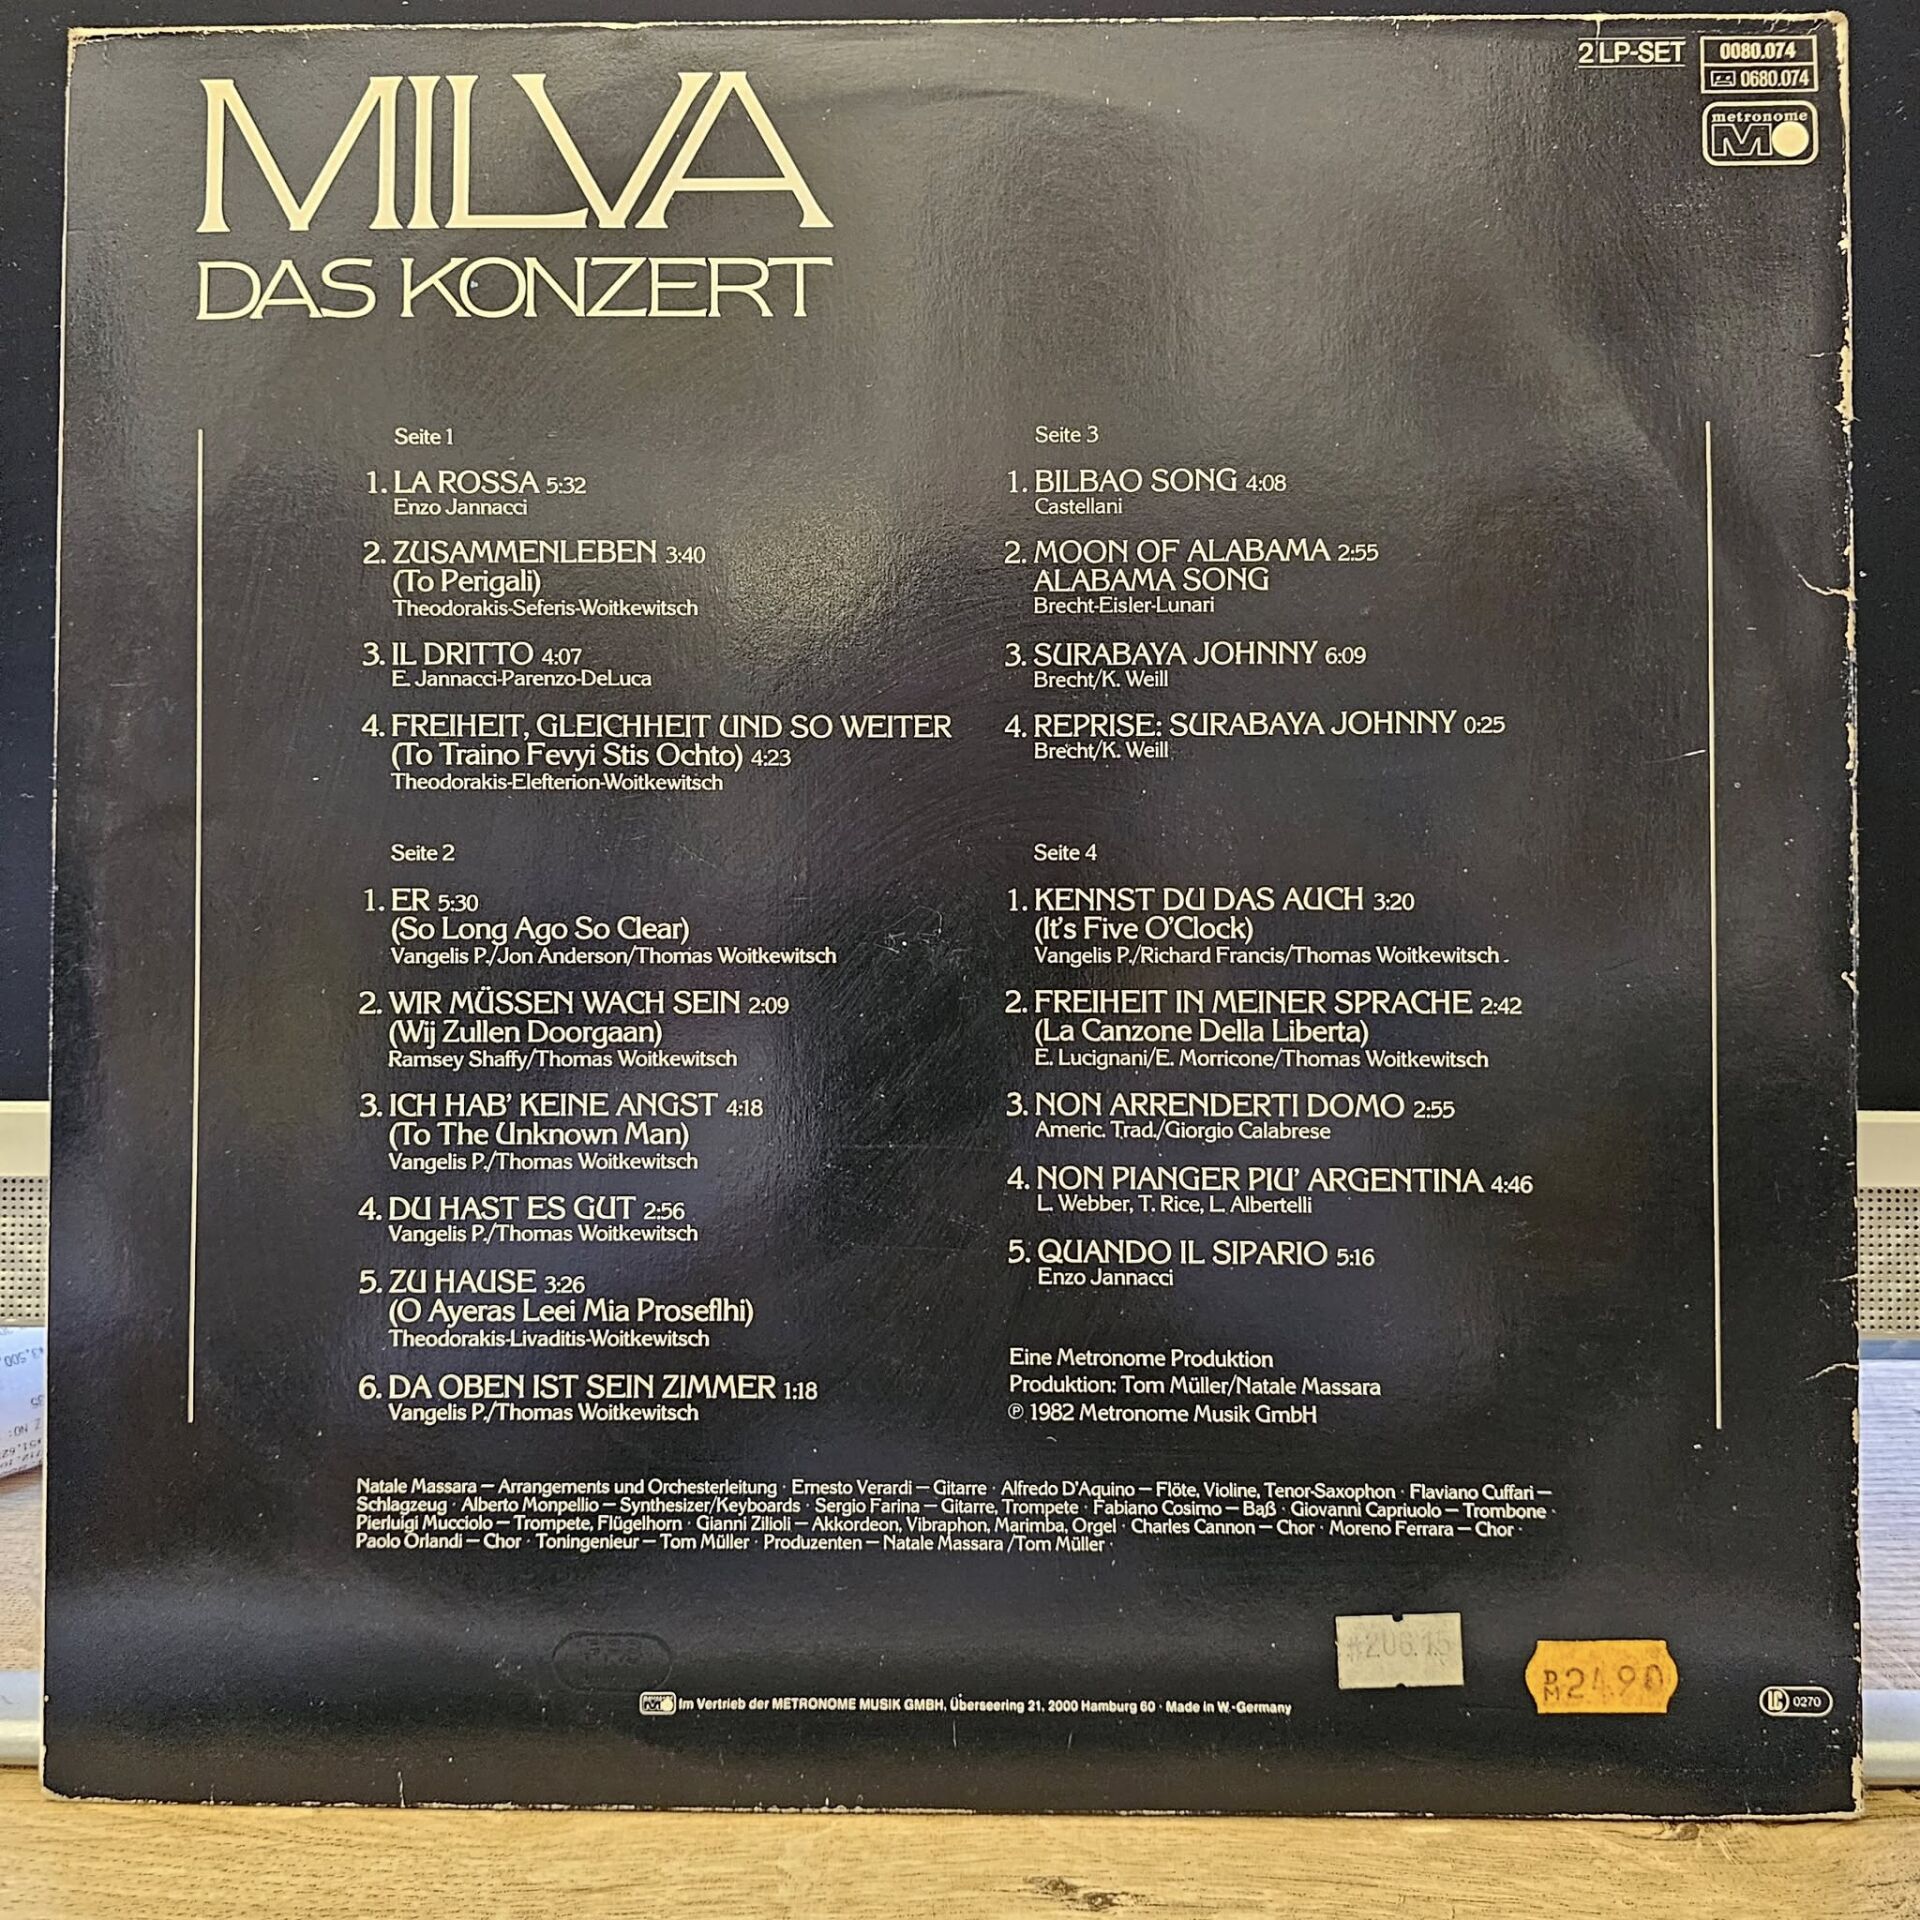 2 LP-SET
0080.074
0680.074
metronome
MILVA
DAS KONZERT
Seite 1
1. LA ROSSA 5:32
Enzo Jannacci
2. ZUSAMMENLEBEN 3:40
(To Perigali)
Theodorakis-Seferis-Woitkewitsch
3. IL DRITTO 4:07
E. Jannacci-Parenzo-DeLuca
4. FREIHEIT, GLEICHHEIT UND SO WEITER
(To Traino Fevyi Stis Ochto) 4:23
Theodorakis-Elefterion-Woitkewitsch
Seite 2
1. ER 5:30
(So Long Ago So Clear)
Vangelis P./Jon Anderson/Thomas Woitkewitsch
2. WIR MÜSSEN WACH SEIN 2:09
(Wij Zullen Doorgaan)
Ramsey Shaffy/Thomas Woitkewitsch
3. ICH HAB' KEINE ANGST 4:18
(To The Unknown Man)
Vangelis P./Thomas Woitkewitsch
4. DU HAST ES GUT 2:56
Vangelis P./Thomas Woitkewitsch
5. ZU HAUSE 3:26
(O Ayeras Leei Mia Proseflhi)
Theodorakis-Livaditis-Woitkewitsch
6. DA OBEN IST SEIN ZIMMER 1:18
Vangelis P./Thomas Woitkewitsch
Seite 3
1. BILBAO SONG 4:08
Castellani
2. MOON OF ALABAMA 2:55
ALABAMA SONG
Brecht-Eisler-Lunari
3. SURABAYA JOHNNY 6:09
Brecht/K. Weill
4. REPRISE: SURABAYA JOHNNY 0:25
Brecht/K. Weill
Seite 4
1. KENNST DU DAS AUCH 3:20
(It's Five O'Clock)
Vangelis P./Richard Francis/Thomas Woitkewitsch.
2. FREIHEIT IN MEINER SPRACHE 2:42
(La Canzone Della Liberta)
E. Lucignani/E. Morricone/Thomas Woitkewitsch
3. NON ARRENDERTI DOMO 2:55
Americ. Trad./Giorgio Calabrese
4. NON PIANGER PIU' ARGENTINA 4:46
L. Webber, T. Rice, L. Albertelli
5. QUANDO IL SIPARIO 5:16
Enzo Jannacci
Eine Metronome Produktion
Produktion: Tom Müller/Natale Massara
℗ 1982 Metronome Musik GmbH
Natale Massara — Arrangements und Orchesterleitung · Ernesto Verardi — Gitarre · Alfredo D'Aquino — Flöte, Violine, Tenor-Saxophon · Flaviano Cuffari —
Schlagzeug · Alberto Monpellio — Synthesizer/Keyboards · Sergio Farina — Gitarre, Trompete · Fabiano Cosimo — Baß · Giovanni Capriuolo — Trombone ·
Pierluigi Mucciolo — Trompete, Flügelhorn · Gianni Zilioli — Akkordeon, Vibraphon, Marimba, Orgel · Charles Cannon — Chor · Moreno Ferrara — Chor ·
Paolo Orlandi — Chor · Toningenieur — Tom Müller · Produzenten — Natale Massara /Tom Müller ·
Im Vertrieb der METRONOME MUSIK GMBH, Überseering 21, 2000 Hamburg 60 · Made in W.-Germany
DM 24.90
LC 0270